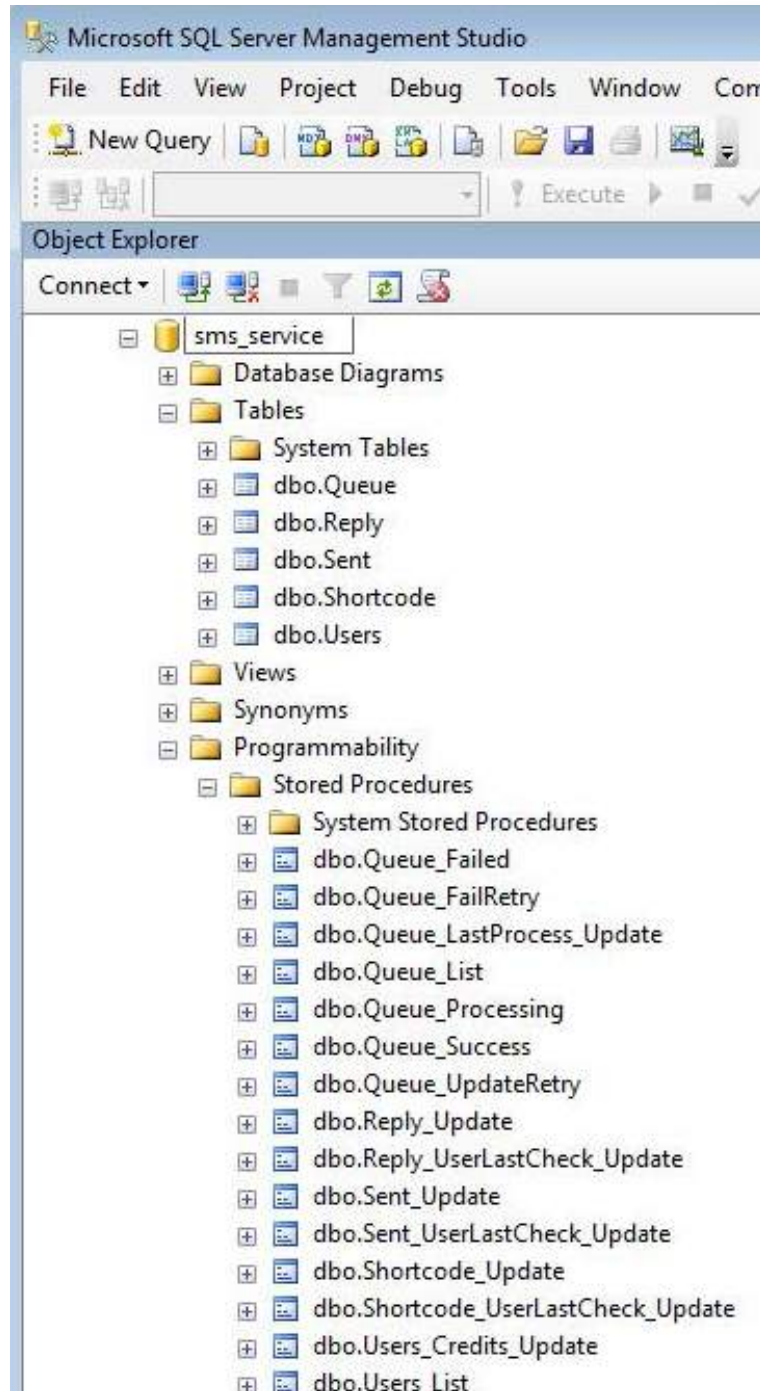 Microsoft SQL Server Management Studio
File Edit View Project Debug Tools Window Com
New Query
Execute
Object Explorer
Connect
sms_service
Database Diagrams
Tables
System Tables
dbo.Queue
dbo.Reply
dbo.Sent
dbo.Shortcode
dbo.Users
Views
Synonyms
Programmability
Stored Procedures
System Stored Procedures
dbo.Queue_Failed
dbo.Queue_FailRetry
dbo.Queue_LastProcess_Update
dbo.Queue_List
dbo.Queue_Processing
dbo.Queue_Success
dbo.Queue_UpdateRetry
dbo.Reply_Update
dbo.Reply_UserLastCheck_Update
dbo.Sent_Update
dbo.Sent_UserLastCheck_Update
dbo.Shortcode_Update
dbo.Shortcode_UserLastCheck_Update
dbo.Users_Credits_Update
dbo.Users_List